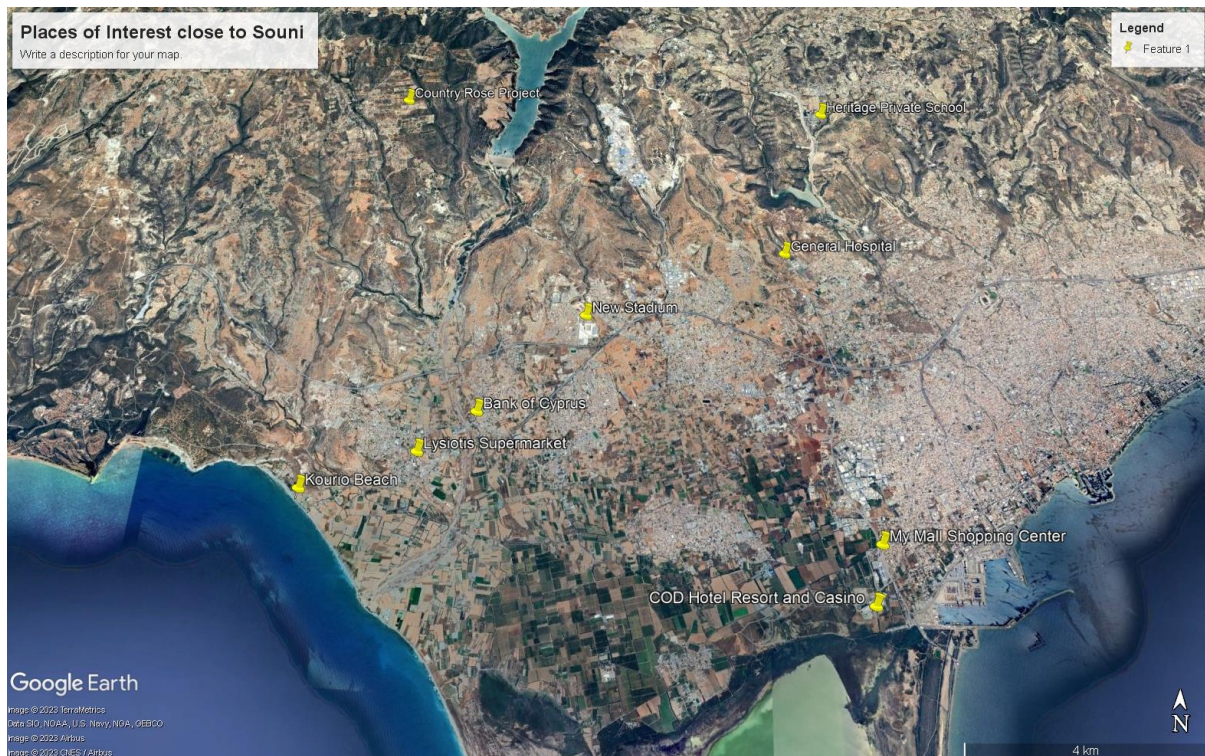 Places of Interest close to Souni
Write a description for your map.
Legend
Feature 1
Country Rose Project
Heritage Private School
General Hospital
New Stadium
Bank of Cyprus
Lysiotis Supermarket
Kourio Beach
My Mall Shopping Center
COD Hotel Resort and Casino
Google Earth
Image © 2023 TerraMetrics
Data SIO, NOAA, U.S. Navy, NGA, GEBCO
Image © 2023 Airbus
Image © 2023 CNES / Airbus
N
4 km